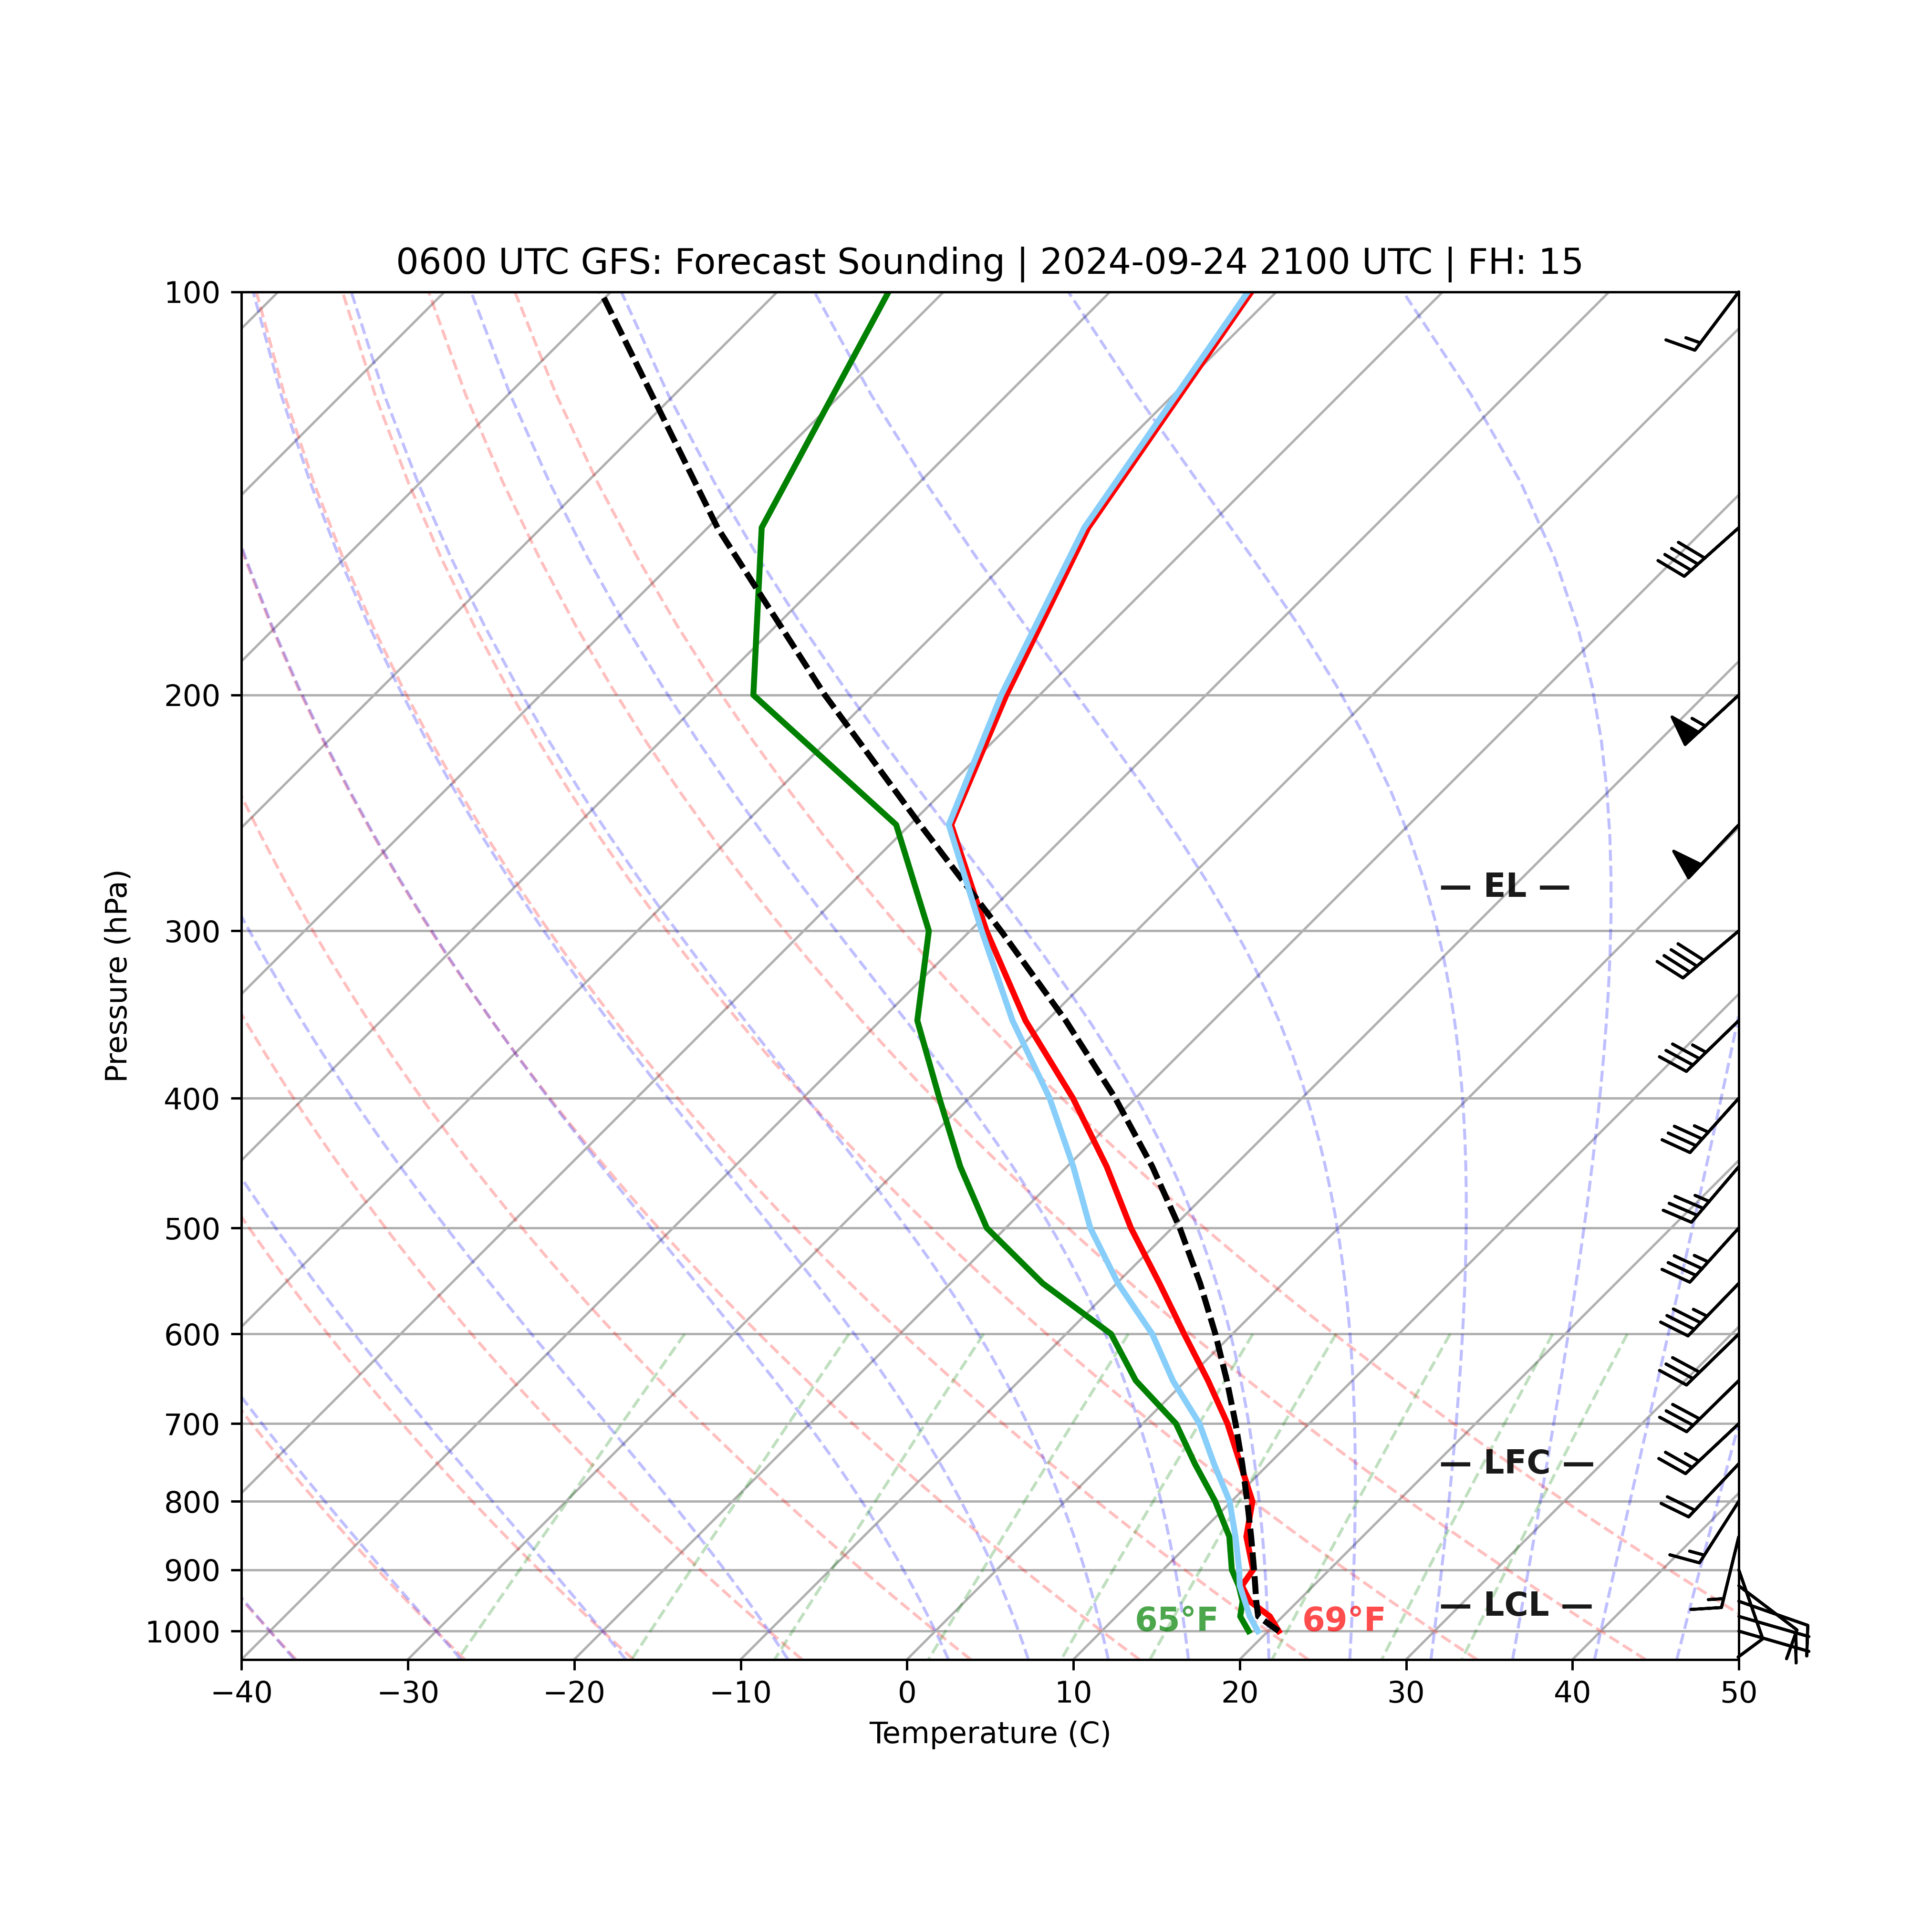 0600 UTC GFS: Forecast Sounding | 2024-09-24 2100 UTC | FH: 15
100
200
300
400
500
600
700
800
900
1000
Pressure (hPa)
— EL —
— LFC —
— LCL —
65°F
69°F
−40 −30 −20 −10 0 10 20 30 40 50
Temperature (C)